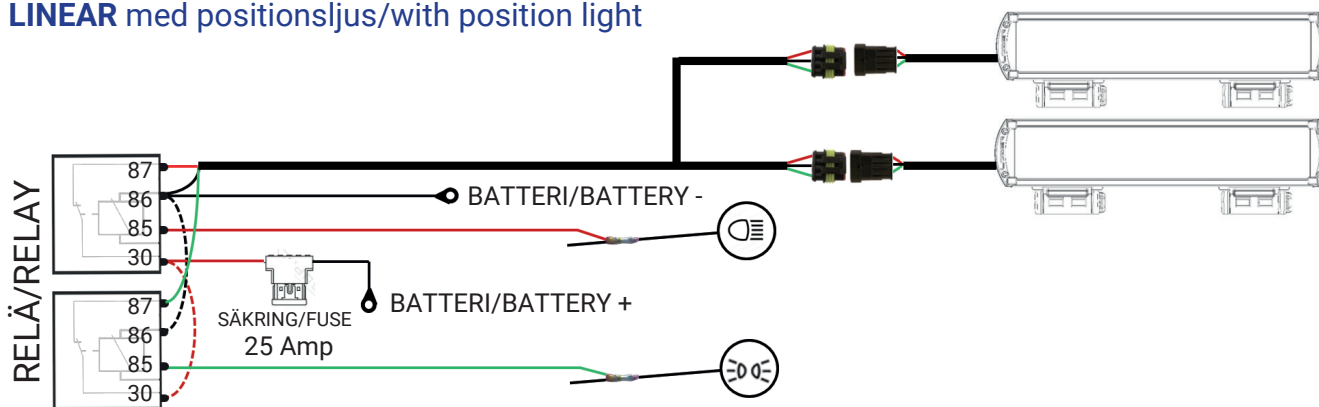 LINEAR med positionsljus/with position light
RELÄ/RELAY
87
86
85
30
BATTERI/BATTERY -
BATTERI/BATTERY +
SÄKRING/FUSE
25 Amp
87
86
85
30